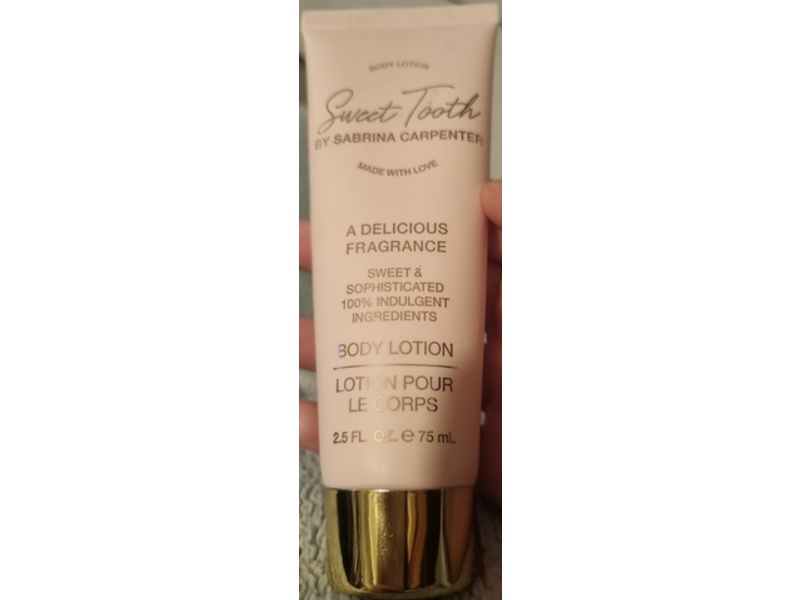 BODY LOTION
Sweet Tooth
BY SABRINA CARPENTER
MADE WITH LOVE
A DELICIOUS
FRAGRANCE
SWEET &
SOPHISTICATED
100% INDULGENT
INGREDIENTS
BODY LOTION
LOTION POUR
LE CORPS
2.5 FL. OZ. ℮ 75 mL